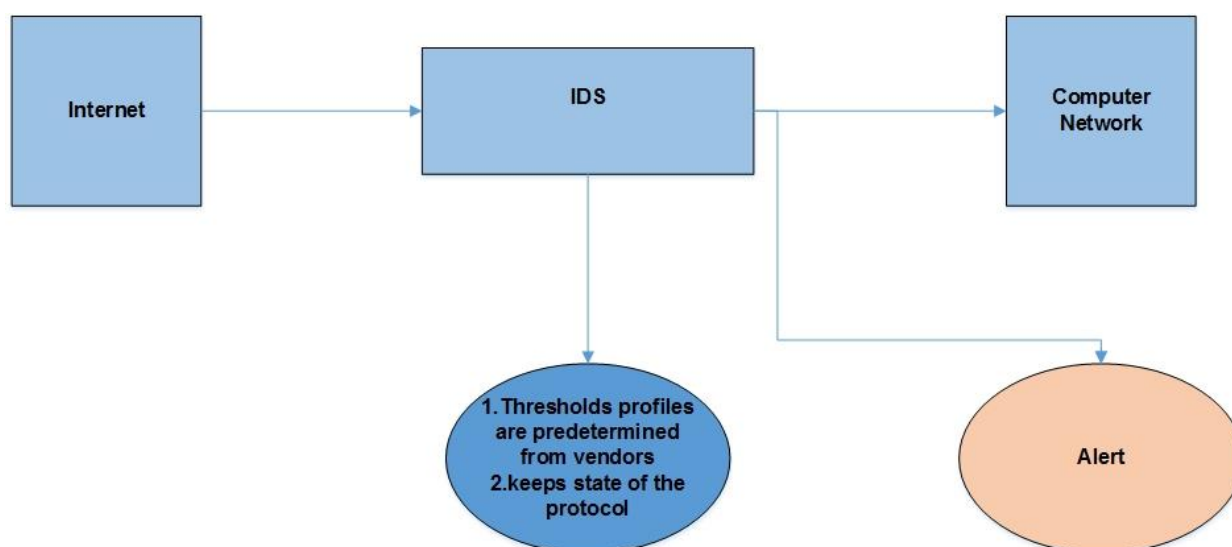 Internet
IDS
Computer
Network
1. Thresholds profiles
are predetermined
from vendors
2.keeps state of the
protocol
Alert